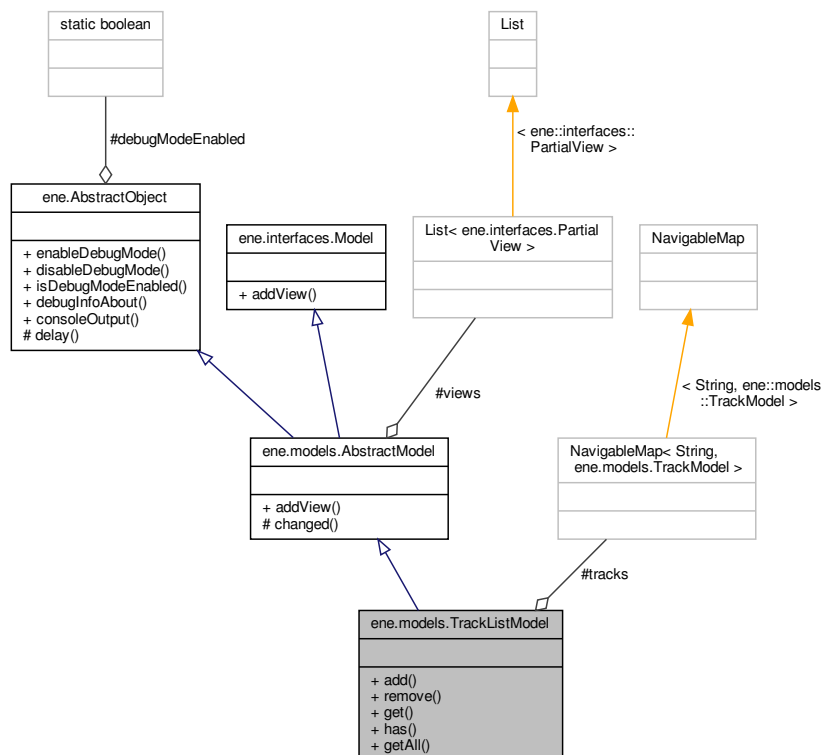 static boolean
List
#debugModeEnabled
< ene::interfaces::
PartialView >
ene.AbstractObject
+ enableDebugMode()
+ disableDebugMode()
+ isDebugModeEnabled()
+ debugInfoAbout()
+ consoleOutput()
# delay()
ene.interfaces.Model
+ addView()
List< ene.interfaces.Partial
View >
NavigableMap
#views
< String, ene::models
::TrackModel >
ene.models.AbstractModel
+ addView()
# changed()
NavigableMap< String,
ene.models.TrackModel >
#tracks
ene.models.TrackListModel
+ add()
+ remove()
+ get()
+ has()
+ getAll()